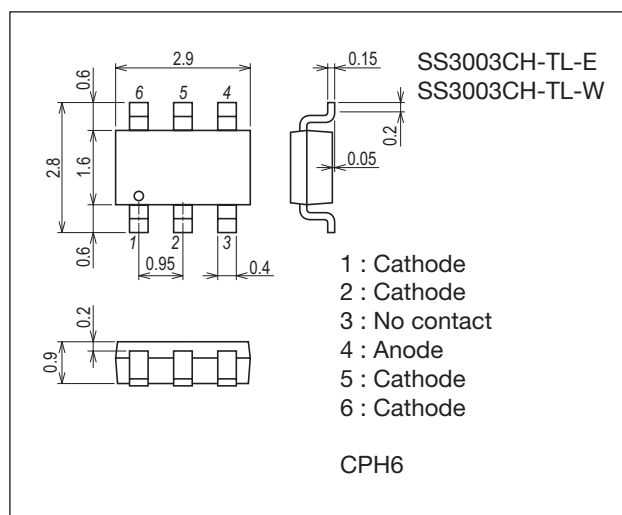 2.9
0.15
SS3003CH-TL-E
SS3003CH-TL-W
0.6
6
5
4
0.2
2.8
1.6
0.05
0.6
1
2
3
0.95
0.4
1 : Cathode
2 : Cathode
3 : No contact
4 : Anode
5 : Cathode
6 : Cathode
0.2
0.9
CPH6